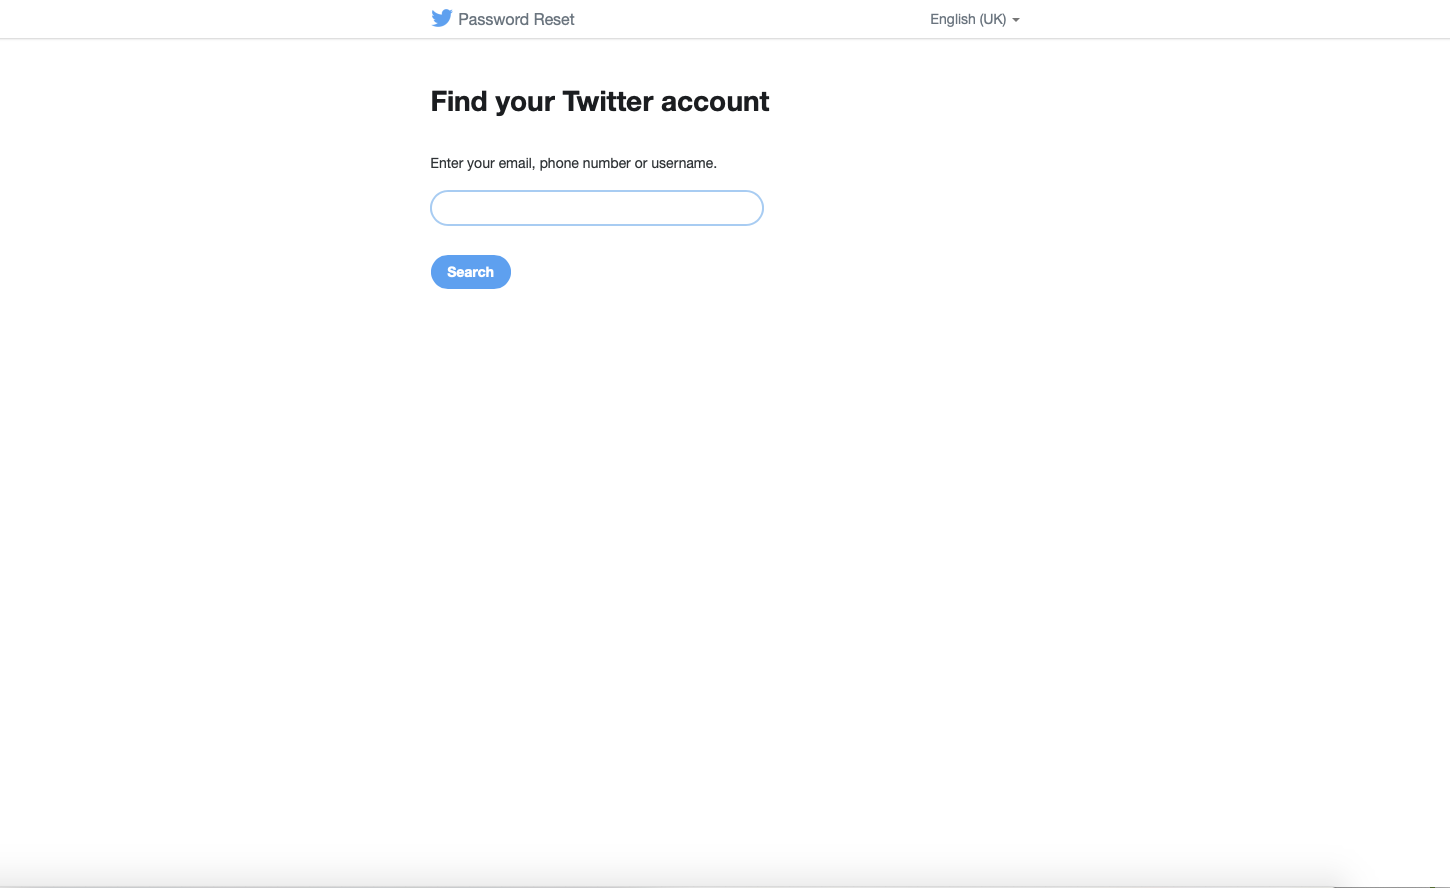 Password Reset
English (UK)
Find your Twitter account
Enter your email, phone number or username.
Search